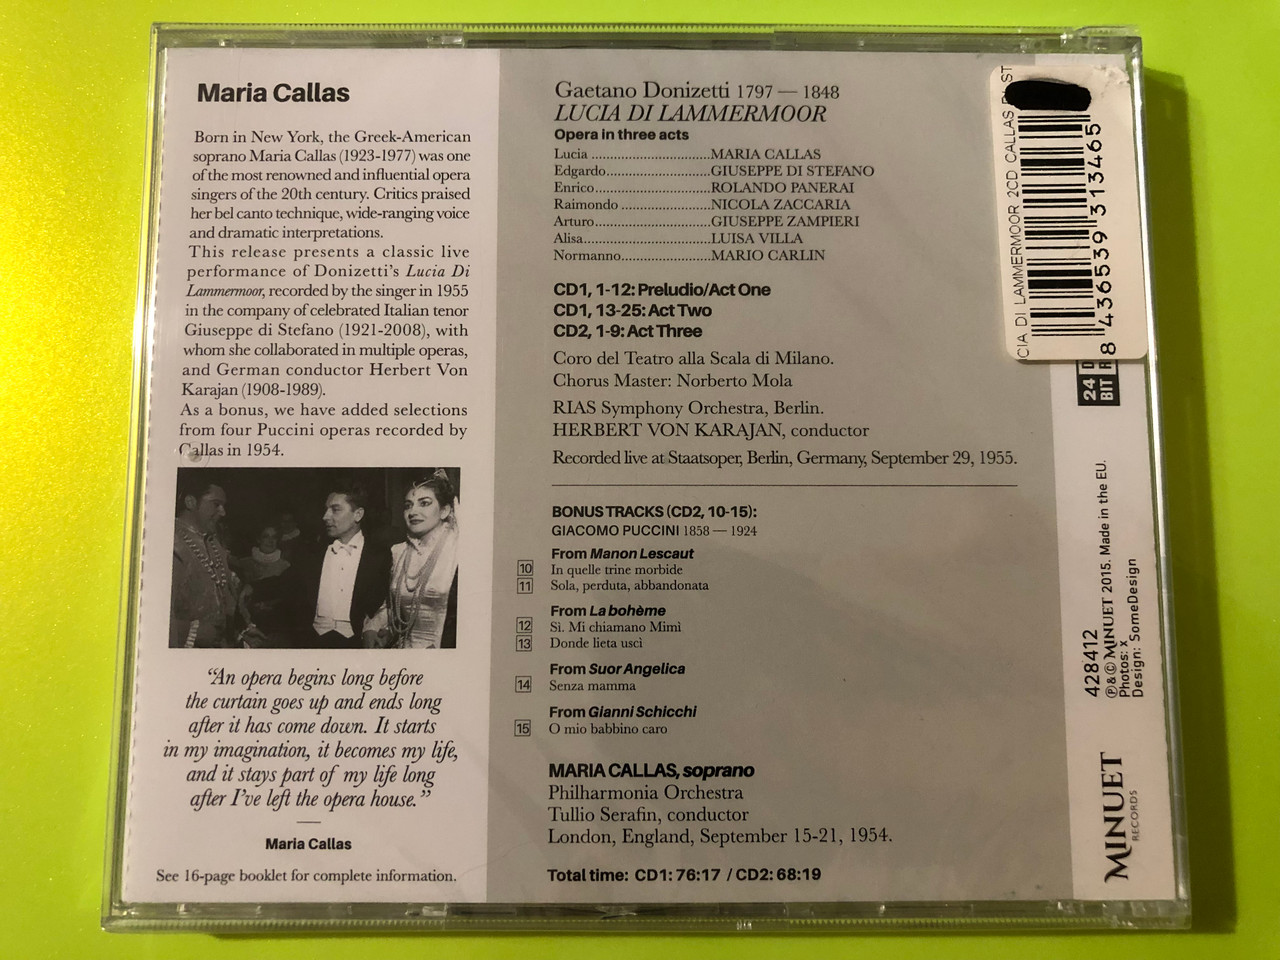 Maria Callas
Born in New York, the Greek-American
soprano Maria Callas (1923-1977) was one
of the most renowned and influential opera
singers of the 20th century. Critics praised
her bel canto technique, wide-ranging voice
and dramatic interpretations.
This release presents a classic live
performance of Donizetti's Lucia Di
Lammermoor, recorded by the singer in 1955
in the company of celebrated Italian tenor
Giuseppe di Stefano (1921-2008), with
whom she collaborated in multiple operas,
and German conductor Herbert Von
Karajan (1908-1989).
As a bonus, we have added selections
from four Puccini operas recorded by
Callas in 1954.
“An opera begins long before
the curtain goes up and ends long
after it has come down. It starts
in my imagination, it becomes my life,
and it stays part of my life long
after I've left the opera house.”
Maria Callas
See 16-page booklet for complete information.
Gaetano Donizetti 1797 — 1848
LUCIA DI LAMMERMOOR
Opera in three acts
Lucia ..............................MARIA CALLAS
Edgardo..........................GIUSEPPE DI STEFANO
Enrico.............................ROLANDO PANERAI
Raimondo ......................NICOLA ZACCARIA
Arturo.............................GIUSEPPE ZAMPIERI
Alisa................................LUISA VILLA
Normanno.......................MARIO CARLIN
CD1, 1-12: Preludio/Act One
CD1, 13-25: Act Two
CD2, 1-9: Act Three
Coro del Teatro alla Scala di Milano.
Chorus Master: Norberto Mola
RIAS Symphony Orchestra, Berlin.
HERBERT VON KARAJAN, conductor
Recorded live at Staatsoper, Berlin, Germany, September 29, 1955.
BONUS TRACKS (CD2, 10-15):
GIACOMO PUCCINI 1858 — 1924
From Manon Lescaut
10 In quelle trine morbide
11 Sola, perduta, abbandonata
From La bohème
12 Sì. Mi chiamano Mimì
13 Donde lieta uscì
From Suor Angelica
14 Senza mamma
From Gianni Schicchi
15 O mio babbino caro
MARIA CALLAS, soprano
Philharmonia Orchestra
Tullio Serafin, conductor
London, England, September 15-21, 1954.
Total time: CD1: 76:17 / CD2: 68:19
CIA DI LAMMERMOOR 2CD CALLAS DI ST
8 436539 313465
24
BIT
428412
℗ & © MINUET 2015. Made in the EU.
Photos: x
Design: SomeDesign
MINUET
RECORDS